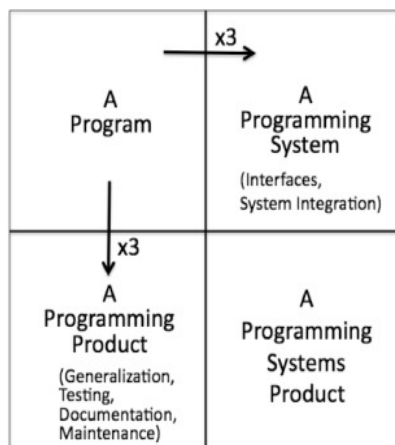 x3
A
Program
A
Programming
System
(Interfaces,
System Integration)
x3
A
Programming
Product
(Generalization,
Testing,
Documentation,
Maintenance)
A
Programming
Systems
Product